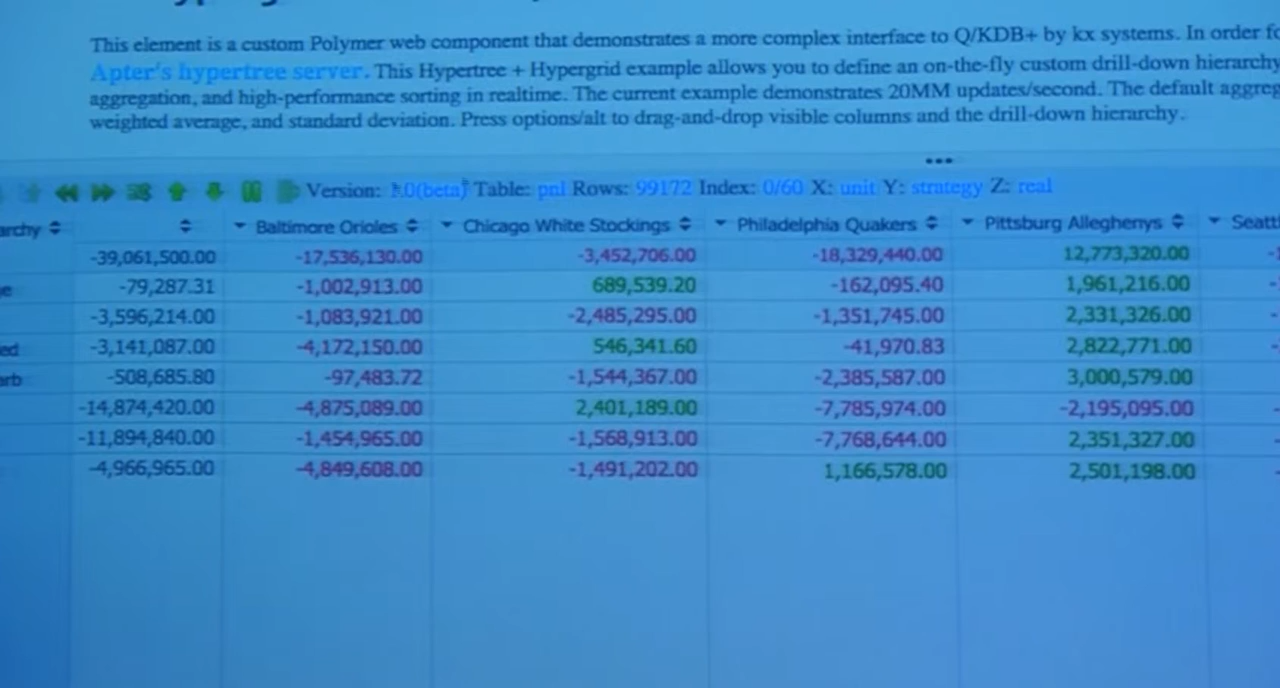 This element is a custom Polymer web component that demonstrates a more complex interface to Q/KDB+ by kx systems. In order
Apter's hypertree server. This Hypertree + Hypergrid example allows you to define an on-the-fly custom drill-down hierarchy
aggregation, and high-performance sorting in realtime. The current example demonstrates 20MM updates/second. The default aggreg
weighted average, and standard deviation. Press options/alt to drag-and-drop visible columns and the drill-down hierarchy.
Version: 1.0(beta) Table: pnl Rows: 99172 Index: 0/60 X: unit Y: strategy Z: real
archy Baltimore Orioles Chicago White Stockings Philadelphia Quakers Pittsburg Alleghenys Seatt
-39,061,500.00 -17,536,130.00 -3,452,706.00 -18,329,440.00 12,773,320.00
e -79,287.31 -1,002,913.00 689,539.20 -162,095.40 1,961,216.00 -
-3,596,214.00 -1,083,921.00 -2,485,295.00 -1,351,745.00 2,331,326.00 -
ed -3,141,087.00 -4,172,150.00 546,341.60 -41,970.83 2,822,771.00 -
arb -508,685.80 -97,483.72 -1,544,367.00 -2,385,587.00 3,000,579.00
-14,874,420.00 -4,875,089.00 2,401,189.00 -7,785,974.00 -2,195,095.00 -
-11,894,840.00 -1,454,965.00 -1,568,913.00 -7,768,644.00 2,351,327.00 -
-4,966,965.00 -4,849,608.00 -1,491,202.00 1,166,578.00 2,501,198.00 -